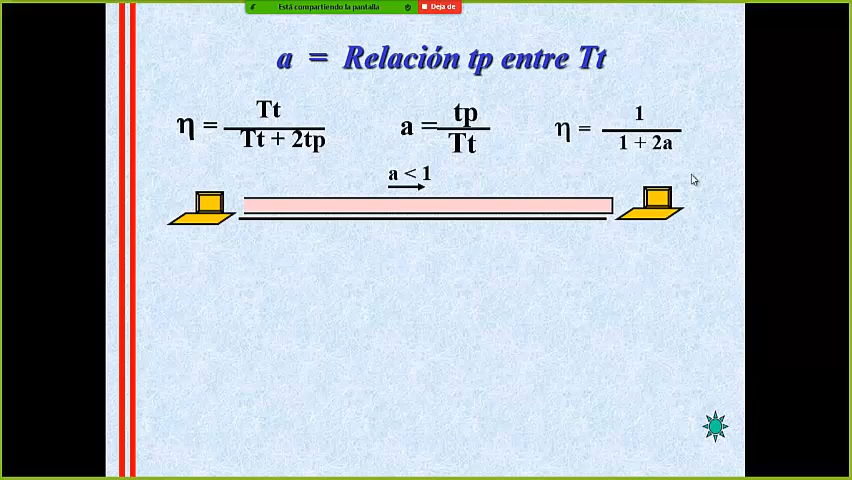 Está compartiendo la pantalla
Deja de
a = Relación tp entre Tt
η = Tt / Tt + 2tp
a = tp / Tt
η = 1 / 1 + 2a
a < 1